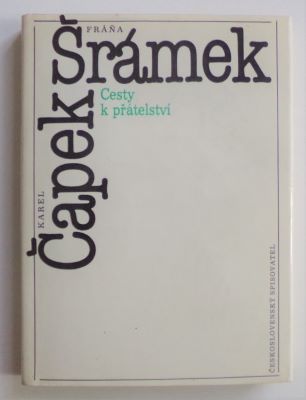 FRÁŇA
Šrámek
Cesty
k přátelství
KAREL
Čapek
ČESKOSLOVENSKÝ SPISOVATEL